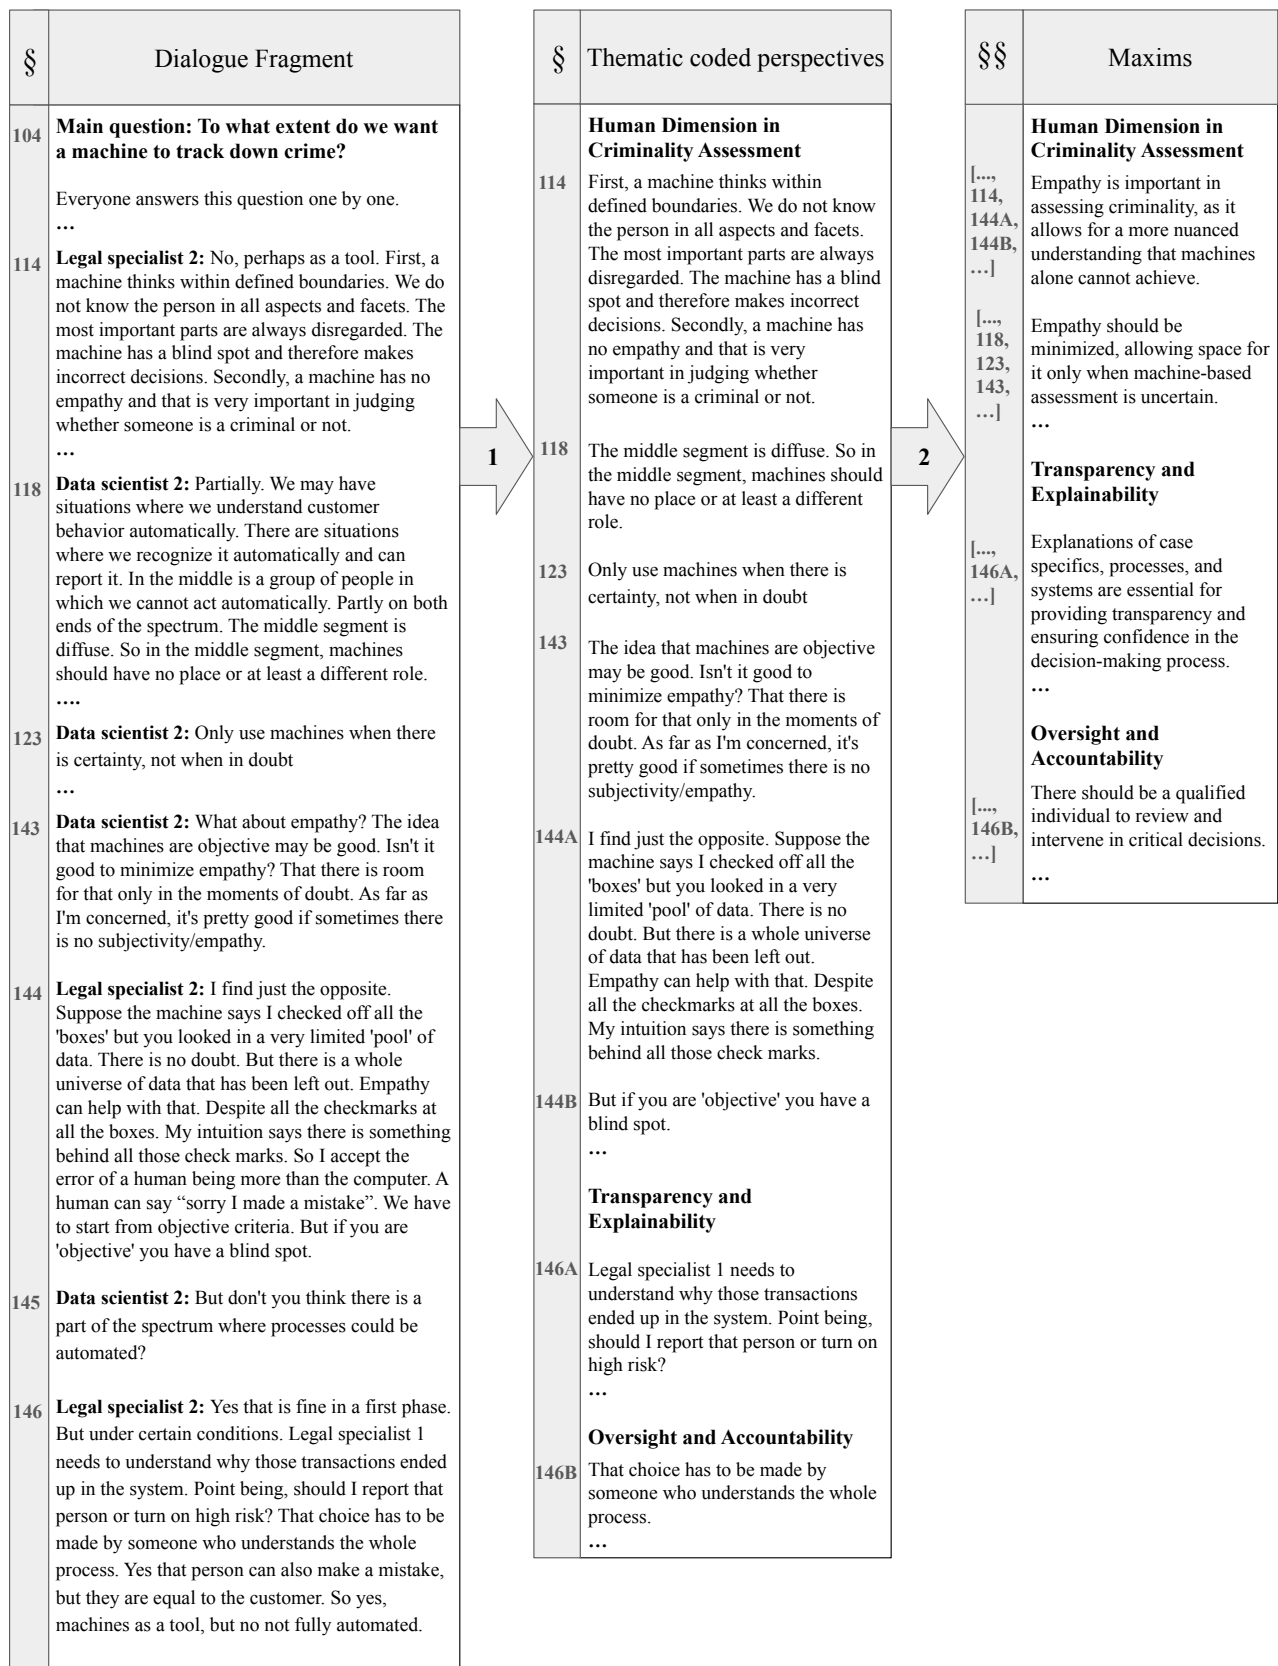 §
Dialogue Fragment
104
Main question: To what extent do we want
a machine to track down crime?
Everyone answers this question one by one.
…
114
Legal specialist 2: No, perhaps as a tool. First, a
machine thinks within defined boundaries. We do
not know the person in all aspects and facets. The
most important parts are always disregarded. The
machine has a blind spot and therefore makes
incorrect decisions. Secondly, a machine has no
empathy and that is very important in judging
whether someone is a criminal or not.
…
118
Data scientist 2: Partially. We may have
situations where we understand customer
behavior automatically. There are situations
where we recognize it automatically and can
report it. In the middle is a group of people in
which we cannot act automatically. Partly on both
ends of the spectrum. The middle segment is
diffuse. So in the middle segment, machines
should have no place or at least a different role.
….
123
Data scientist 2: Only use machines when there
is certainty, not when in doubt
…
143
Data scientist 2: What about empathy? The idea
that machines are objective may be good. Isn't it
good to minimize empathy? That there is room
for that only in the moments of doubt. As far as
I'm concerned, it's pretty good if sometimes there
is no subjectivity/empathy.
144
Legal specialist 2: I find just the opposite.
Suppose the machine says I checked off all the
'boxes' but you looked in a very limited 'pool' of
data. There is no doubt. But there is a whole
universe of data that has been left out. Empathy
can help with that. Despite all the checkmarks at
all the boxes. My intuition says there is something
behind all those check marks. So I accept the
error of a human being more than the computer. A
human can say “sorry I made a mistake”. We have
to start from objective criteria. But if you are
'objective' you have a blind spot.
145
Data scientist 2: But don't you think there is a
part of the spectrum where processes could be
automated?
146
Legal specialist 2: Yes that is fine in a first phase.
But under certain conditions. Legal specialist 1
needs to understand why those transactions ended
up in the system. Point being, should I report that
person or turn on high risk? That choice has to be
made by someone who understands the whole
process. Yes that person can also make a mistake,
but they are equal to the customer. So yes,
machines as a tool, but no not fully automated.
1
§
Thematic coded perspectives
Human Dimension in
Criminality Assessment
114
First, a machine thinks within
defined boundaries. We do not know
the person in all aspects and facets.
The most important parts are always
disregarded. The machine has a blind
spot and therefore makes incorrect
decisions. Secondly, a machine has
no empathy and that is very
important in judging whether
someone is a criminal or not.
118
The middle segment is diffuse. So in
the middle segment, machines should
have no place or at least a different
role.
123
Only use machines when there is
certainty, not when in doubt
143
The idea that machines are objective
may be good. Isn't it good to
minimize empathy? That there is
room for that only in the moments of
doubt. As far as I'm concerned, it's
pretty good if sometimes there is no
subjectivity/empathy.
144A
I find just the opposite. Suppose the
machine says I checked off all the
'boxes' but you looked in a very
limited 'pool' of data. There is no
doubt. But there is a whole universe
of data that has been left out.
Empathy can help with that. Despite
all the checkmarks at all the boxes.
My intuition says there is something
behind all those check marks.
144B
But if you are 'objective' you have a
blind spot.
…
Transparency and
Explainability
146A
Legal specialist 1 needs to
understand why those transactions
ended up in the system. Point being,
should I report that person or turn on
high risk?
…
Oversight and Accountability
146B
That choice has to be made by
someone who understands the whole
process.
…
2
§§
Maxims
Human Dimension in
Criminality Assessment
[...,
114,
144A,
144B,
…]
Empathy is important in
assessing criminality, as it
allows for a more nuanced
understanding that machines
alone cannot achieve.
[...,
118,
123,
143,
…]
Empathy should be
minimized, allowing space for
it only when machine-based
assessment is uncertain.
…
Transparency and
Explainability
[...,
146A,
…]
Explanations of case
specifics, processes, and
systems are essential for
providing transparency and
ensuring confidence in the
decision-making process.
…
Oversight and
Accountability
[...,
146B,
…]
There should be a qualified
individual to review and
intervene in critical decisions.
…